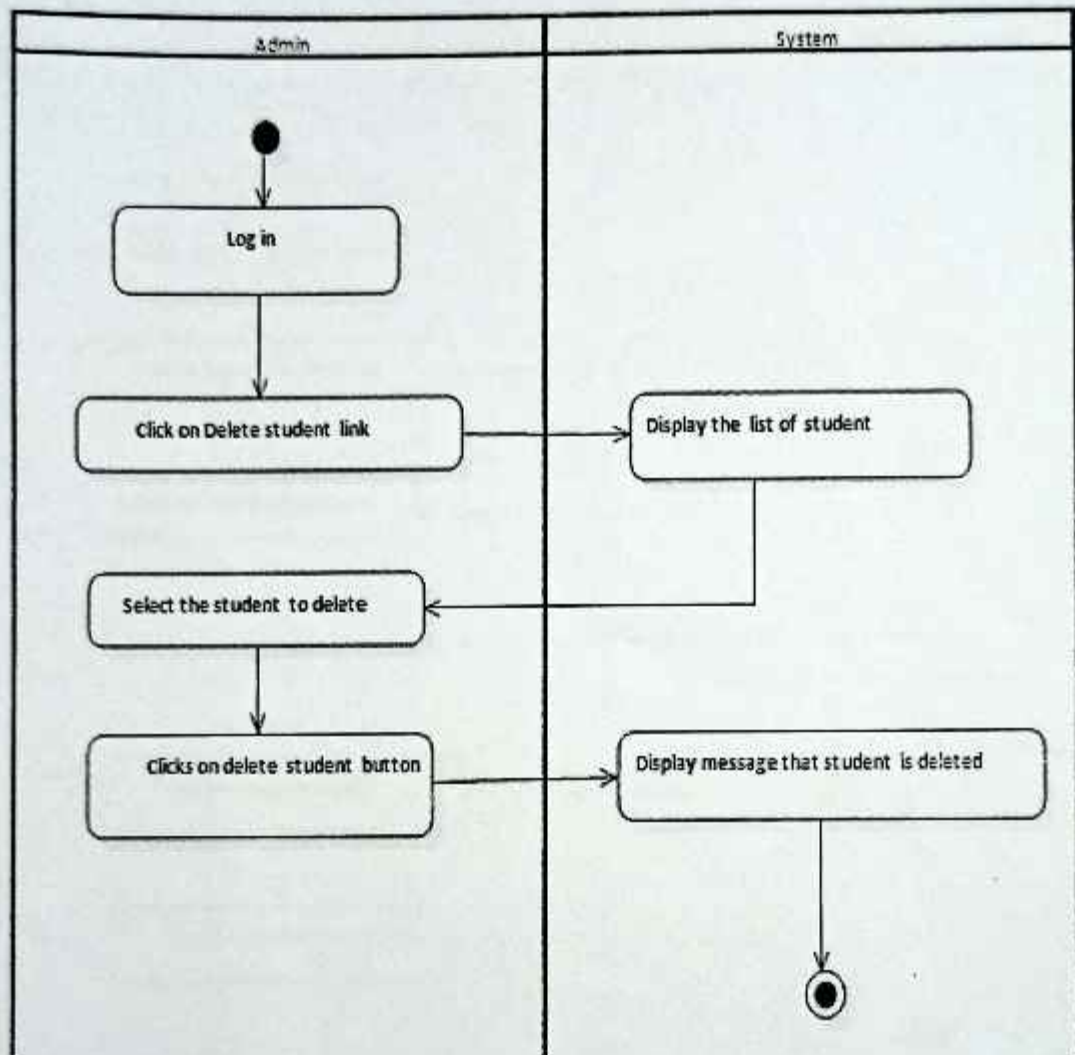 Admin
System
Log in
Click on Delete student link
Display the list of student
Select the student to delete
Clicks on delete student button
Display message that student is deleted